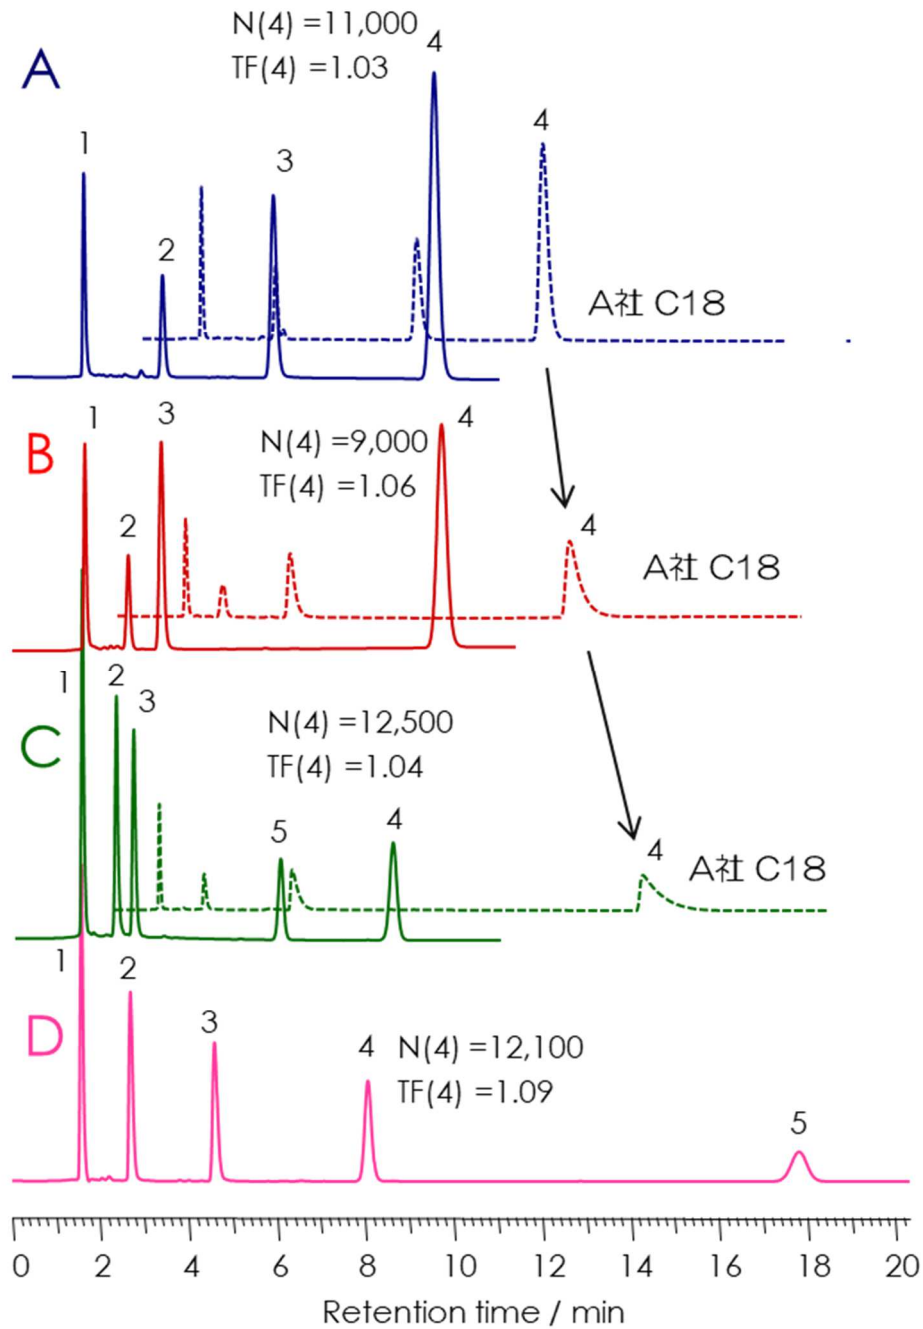 N(4) =11,000
TF(4) =1.03
A
1
2
3
4
4
A社 C18
B
1
2
3
N(4) =9,000
TF(4) =1.06
4
4
A社 C18
C
1
2
3
N(4) =12,500
TF(4) =1.04
5
4
4
A社 C18
D
1
2
3
4
N(4) =12,100
TF(4) =1.09
5
0 2 4 6 8 10 12 14 16 18 20
Retention time / min